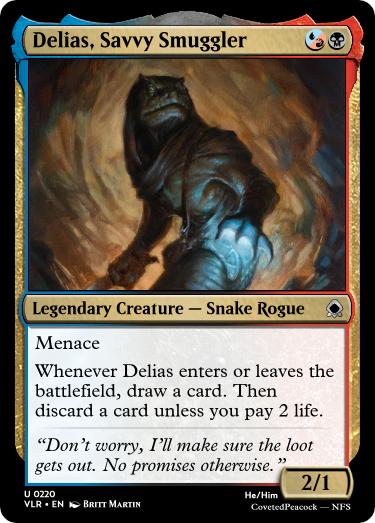 Delias, Savvy Smuggler
Legendary Creature — Snake Rogue
Menace
Whenever Delias enters or leaves the
battlefield, draw a card. Then
discard a card unless you pay 2 life.
“Don’t worry, I’ll make sure the loot
gets out. No promises otherwise.”
2/1
U 0220
VLR • EN Britt Martin
He/Him
CovetedPeacock — NFS